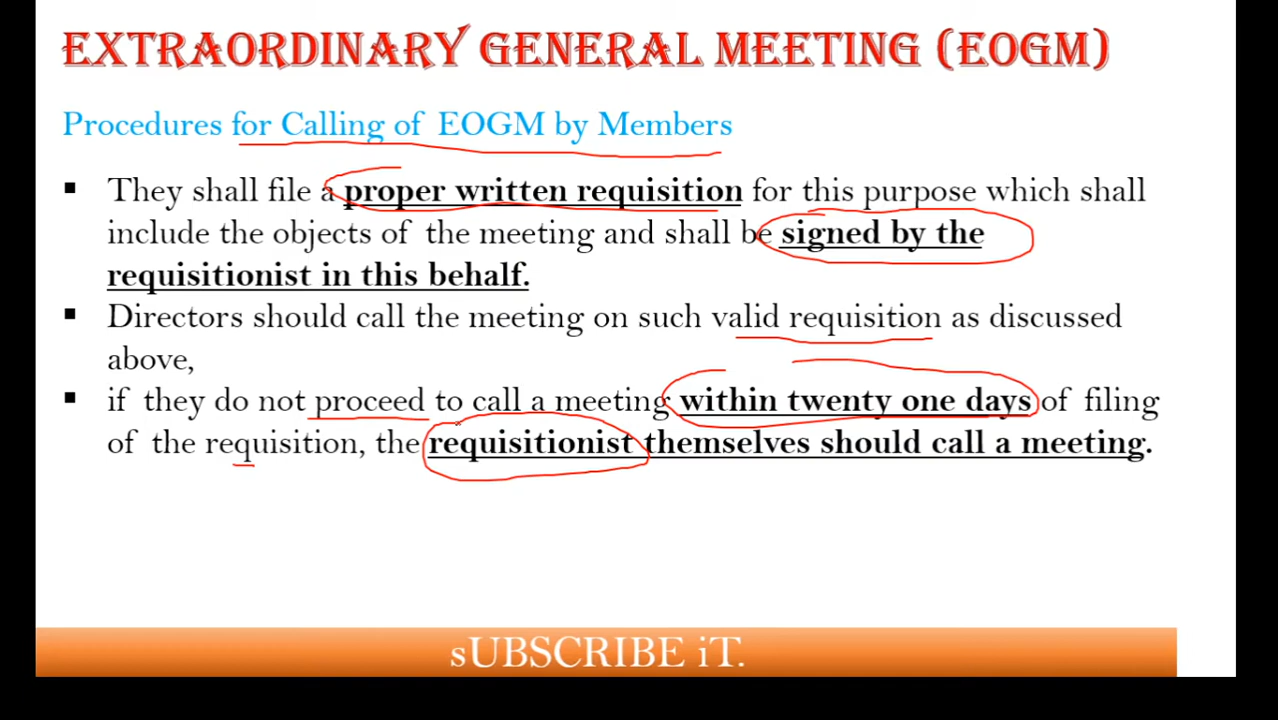 EXTRAORDINARY GENERAL MEETING (EOGM)
Procedures for Calling of EOGM by Members
▪ They shall file a proper written requisition for this purpose which shall
include the objects of the meeting and shall be signed by the
requisitionist in this behalf.
▪ Directors should call the meeting on such valid requisition as discussed
above,
▪ if they do not proceed to call a meeting within twenty one days of filing
of the requisition, the requisitionist themselves should call a meeting.
sUBSCRIBE iT.